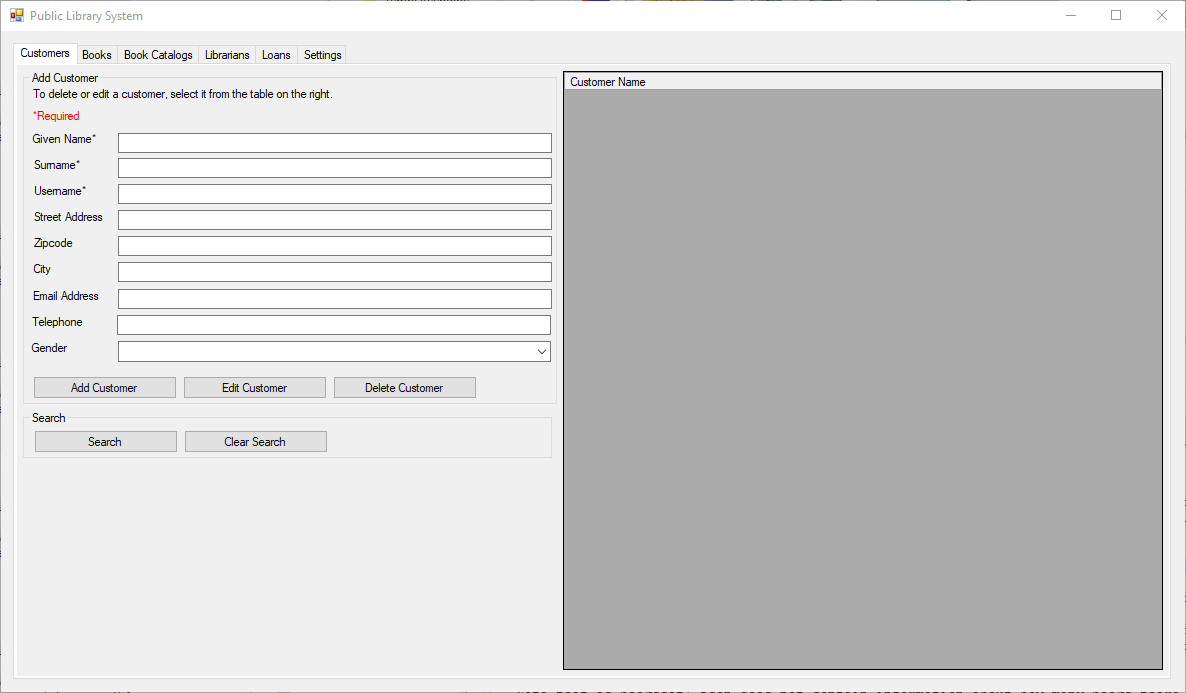 Public Library System
Customers Books Book Catalogs Librarians Loans Settings
Add Customer
To delete or edit a customer, select it from the table on the right.
*Required
Given Name*
Surname*
Username*
Street Address
Zipcode
City
Email Address
Telephone
Gender
Add Customer Edit Customer Delete Customer
Search
Search Clear Search
Customer Name